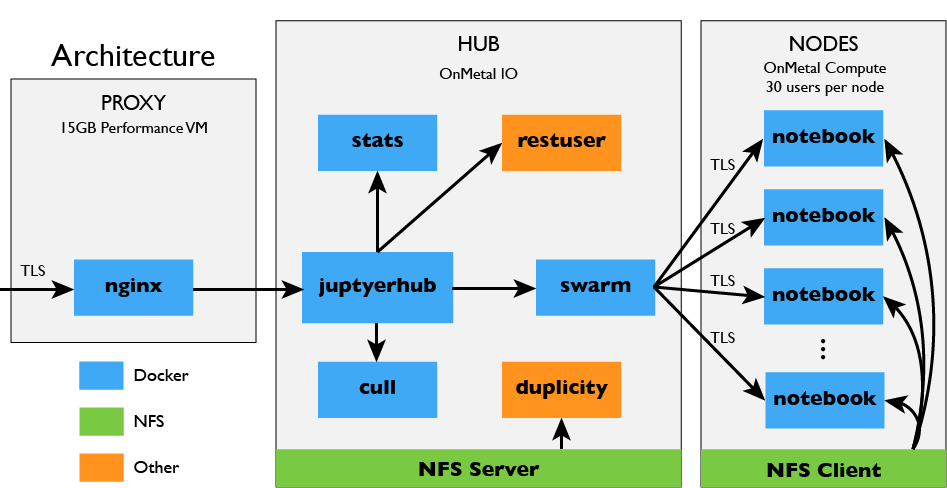 Architecture
PROXY
15GB Performance VM
TLS
nginx
Docker
NFS
Other
HUB
OnMetal IO
stats
restuser
juptyerhub
swarm
cull
duplicity
NFS Server
NODES
OnMetal Compute
30 users per node
TLS
notebook
TLS
notebook
TLS
notebook
TLS
notebook
NFS Client